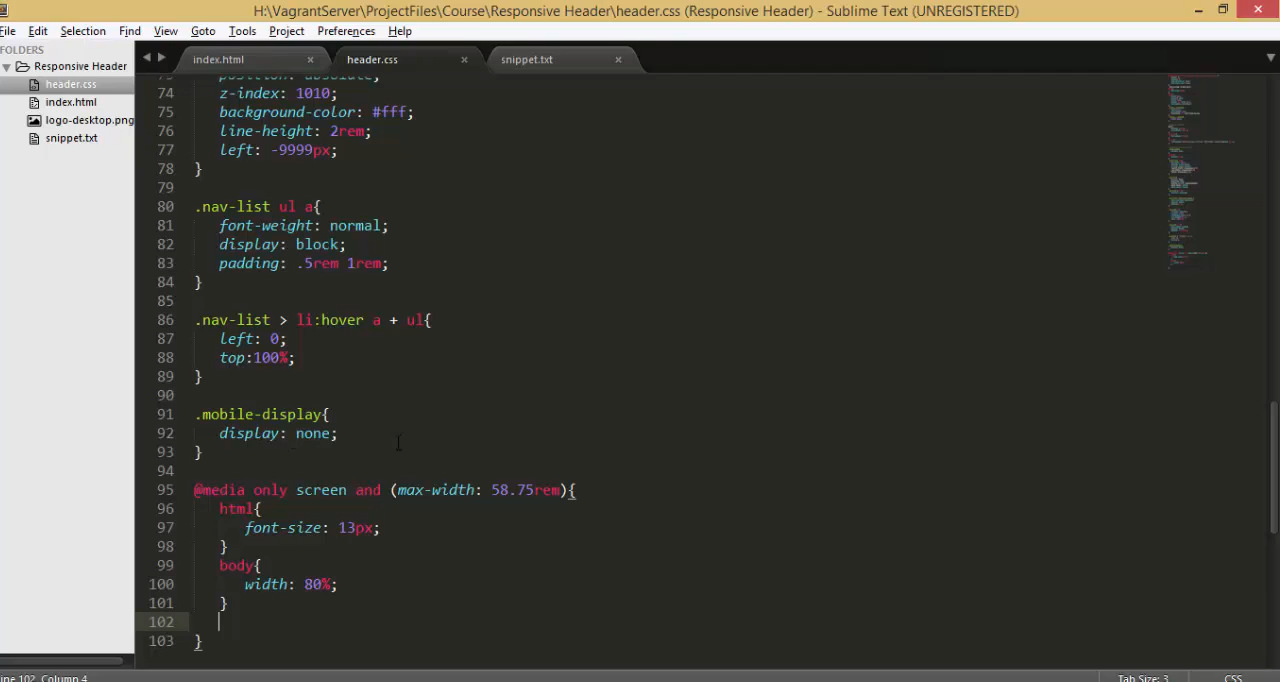 H:\VagrantServer\ProjectFiles\Course\Responsive Header\header.css (Responsive Header) - Sublime Text (UNREGISTERED)
File Edit Selection Find View Goto Tools Project Preferences Help
FOLDERS
Responsive Header
header.css
index.html
logo-desktop.png
snippet.txt
index.html × header.css × snippet.txt ×
position: absolute;
74 z-index: 1010;
75 background-color: #fff;
76 line-height: 2rem;
77 left: -9999px;
78 }
79
80 .nav-list ul a{
81 font-weight: normal;
82 display: block;
83 padding: .5rem 1rem;
84 }
85
86 .nav-list > li:hover a + ul{
87 left: 0;
88 top:100%;
89 }
90
91 .mobile-display{
92 display: none;
93 }
94
95 @media only screen and (max-width: 58.75rem){
96 html{
97 font-size: 13px;
98 }
99 body{
100 width: 80%;
101 }
102
103 }
ine 102, Column 4 Tab Size: 3 CSS